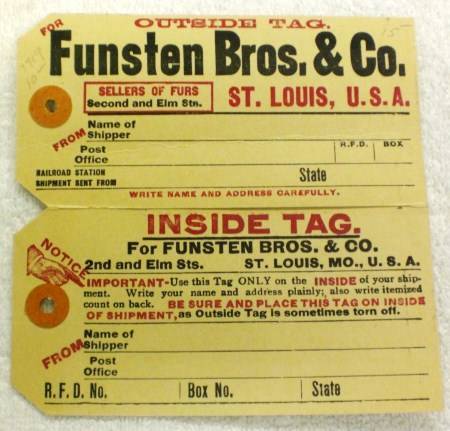 OUTSIDE TAG.
FOR
Funsten Bros. & Co.
SELLERS OF FURS
Second and Elm Stn.
ST. LOUIS, U.S.A.
FROM
Name of
Shipper
Post
Office
R.F.D. BOX
RAILROAD STATION
SHIPMENT SENT FROM
State
WRITE NAME AND ADDRESS CAREFULLY.
INSIDE TAG.
NOTICE
For FUNSTEN BROS. & CO.
2nd and Elm Sts. ST. LOUIS, MO., U. S. A.
IMPORTANT-Use this Tag ONLY on the INSIDE of your ship-
ment. Write your name and address plainly; also write itemized
count on back. BE SURE AND PLACE THIS TAG ON INSIDE
OF SHIPMENT, as Outside Tag is sometimes torn off.
FROM
Name of
Shipper
Post
Office
R. F. D. No. Box No. State